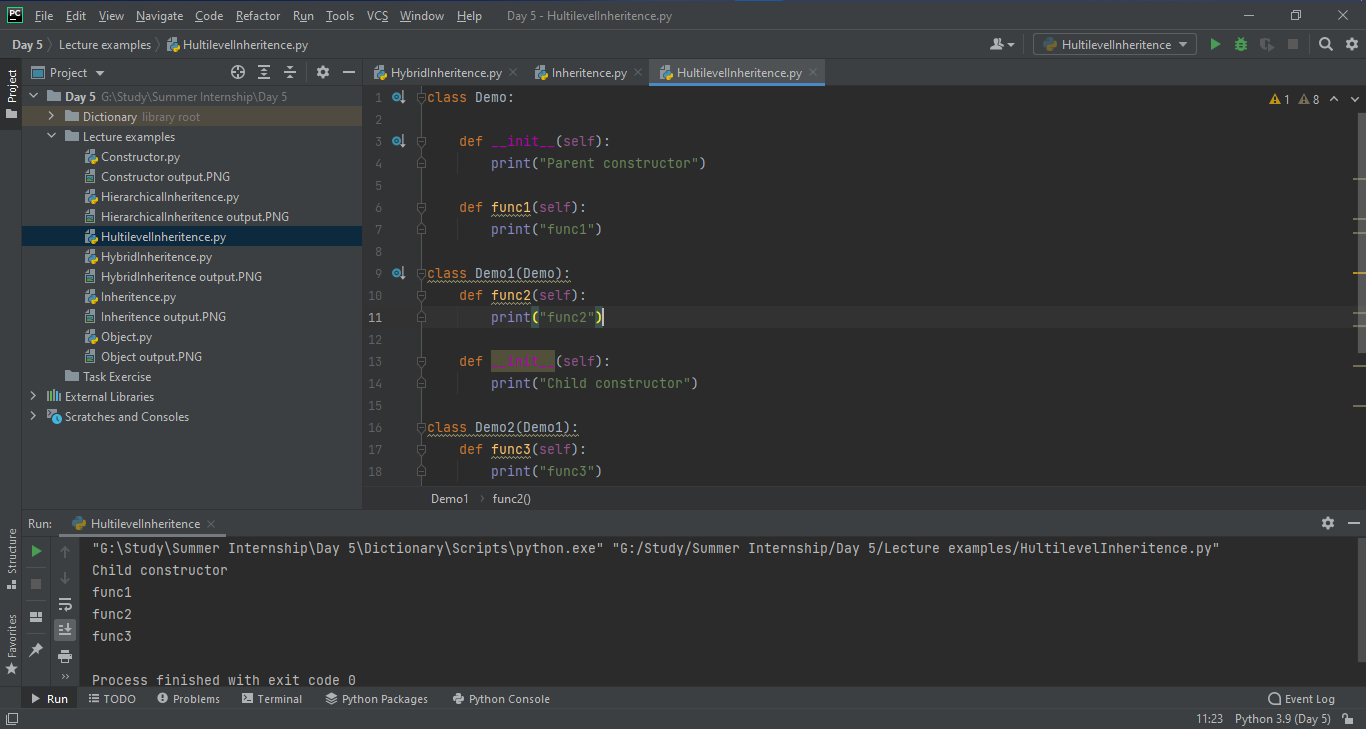 PC File Edit View Navigate Code Refactor Run Tools VCS Window Help Day 5 - HultilevelInheritence.py
Day 5 Lecture examples HultilevelInheritence.py HultilevelInheritence
Project
Project
Day 5 G:\Study\Summer Internship\Day 5
Dictionary library root
Lecture examples
Constructor.py
Constructor output.PNG
HierarchicalInheritence.py
HierarchicalInheritence output.PNG
HultilevelInheritence.py
HybridInheritence.py
HybridInheritence output.PNG
Inheritence.py
Inheritence output.PNG
Object.py
Object output.PNG
Task Exercise
External Libraries
Scratches and Consoles
HybridInheritence.py Inheritence.py HultilevelInheritence.py
1 class Demo:
2
3 def __init__(self):
4 print("Parent constructor")
5
6 def func1(self):
7 print("func1")
8
9 class Demo1(Demo):
10 def func2(self):
11 print("func2")
12
13 def __init__(self):
14 print("Child constructor")
15
16 class Demo2(Demo1):
17 def func3(self):
18 print("func3")
1 8
Demo1 func2()
Structure
Favorites
Run: HultilevelInheritence
"G:\Study\Summer Internship\Day 5\Dictionary\Scripts\python.exe" "G:/Study/Summer Internship/Day 5/Lecture examples/HultilevelInheritence.py"
Child constructor
func1
func2
func3
Process finished with exit code 0
Run TODO Problems Terminal Python Packages Python Console Event Log
11:23 Python 3.9 (Day 5)